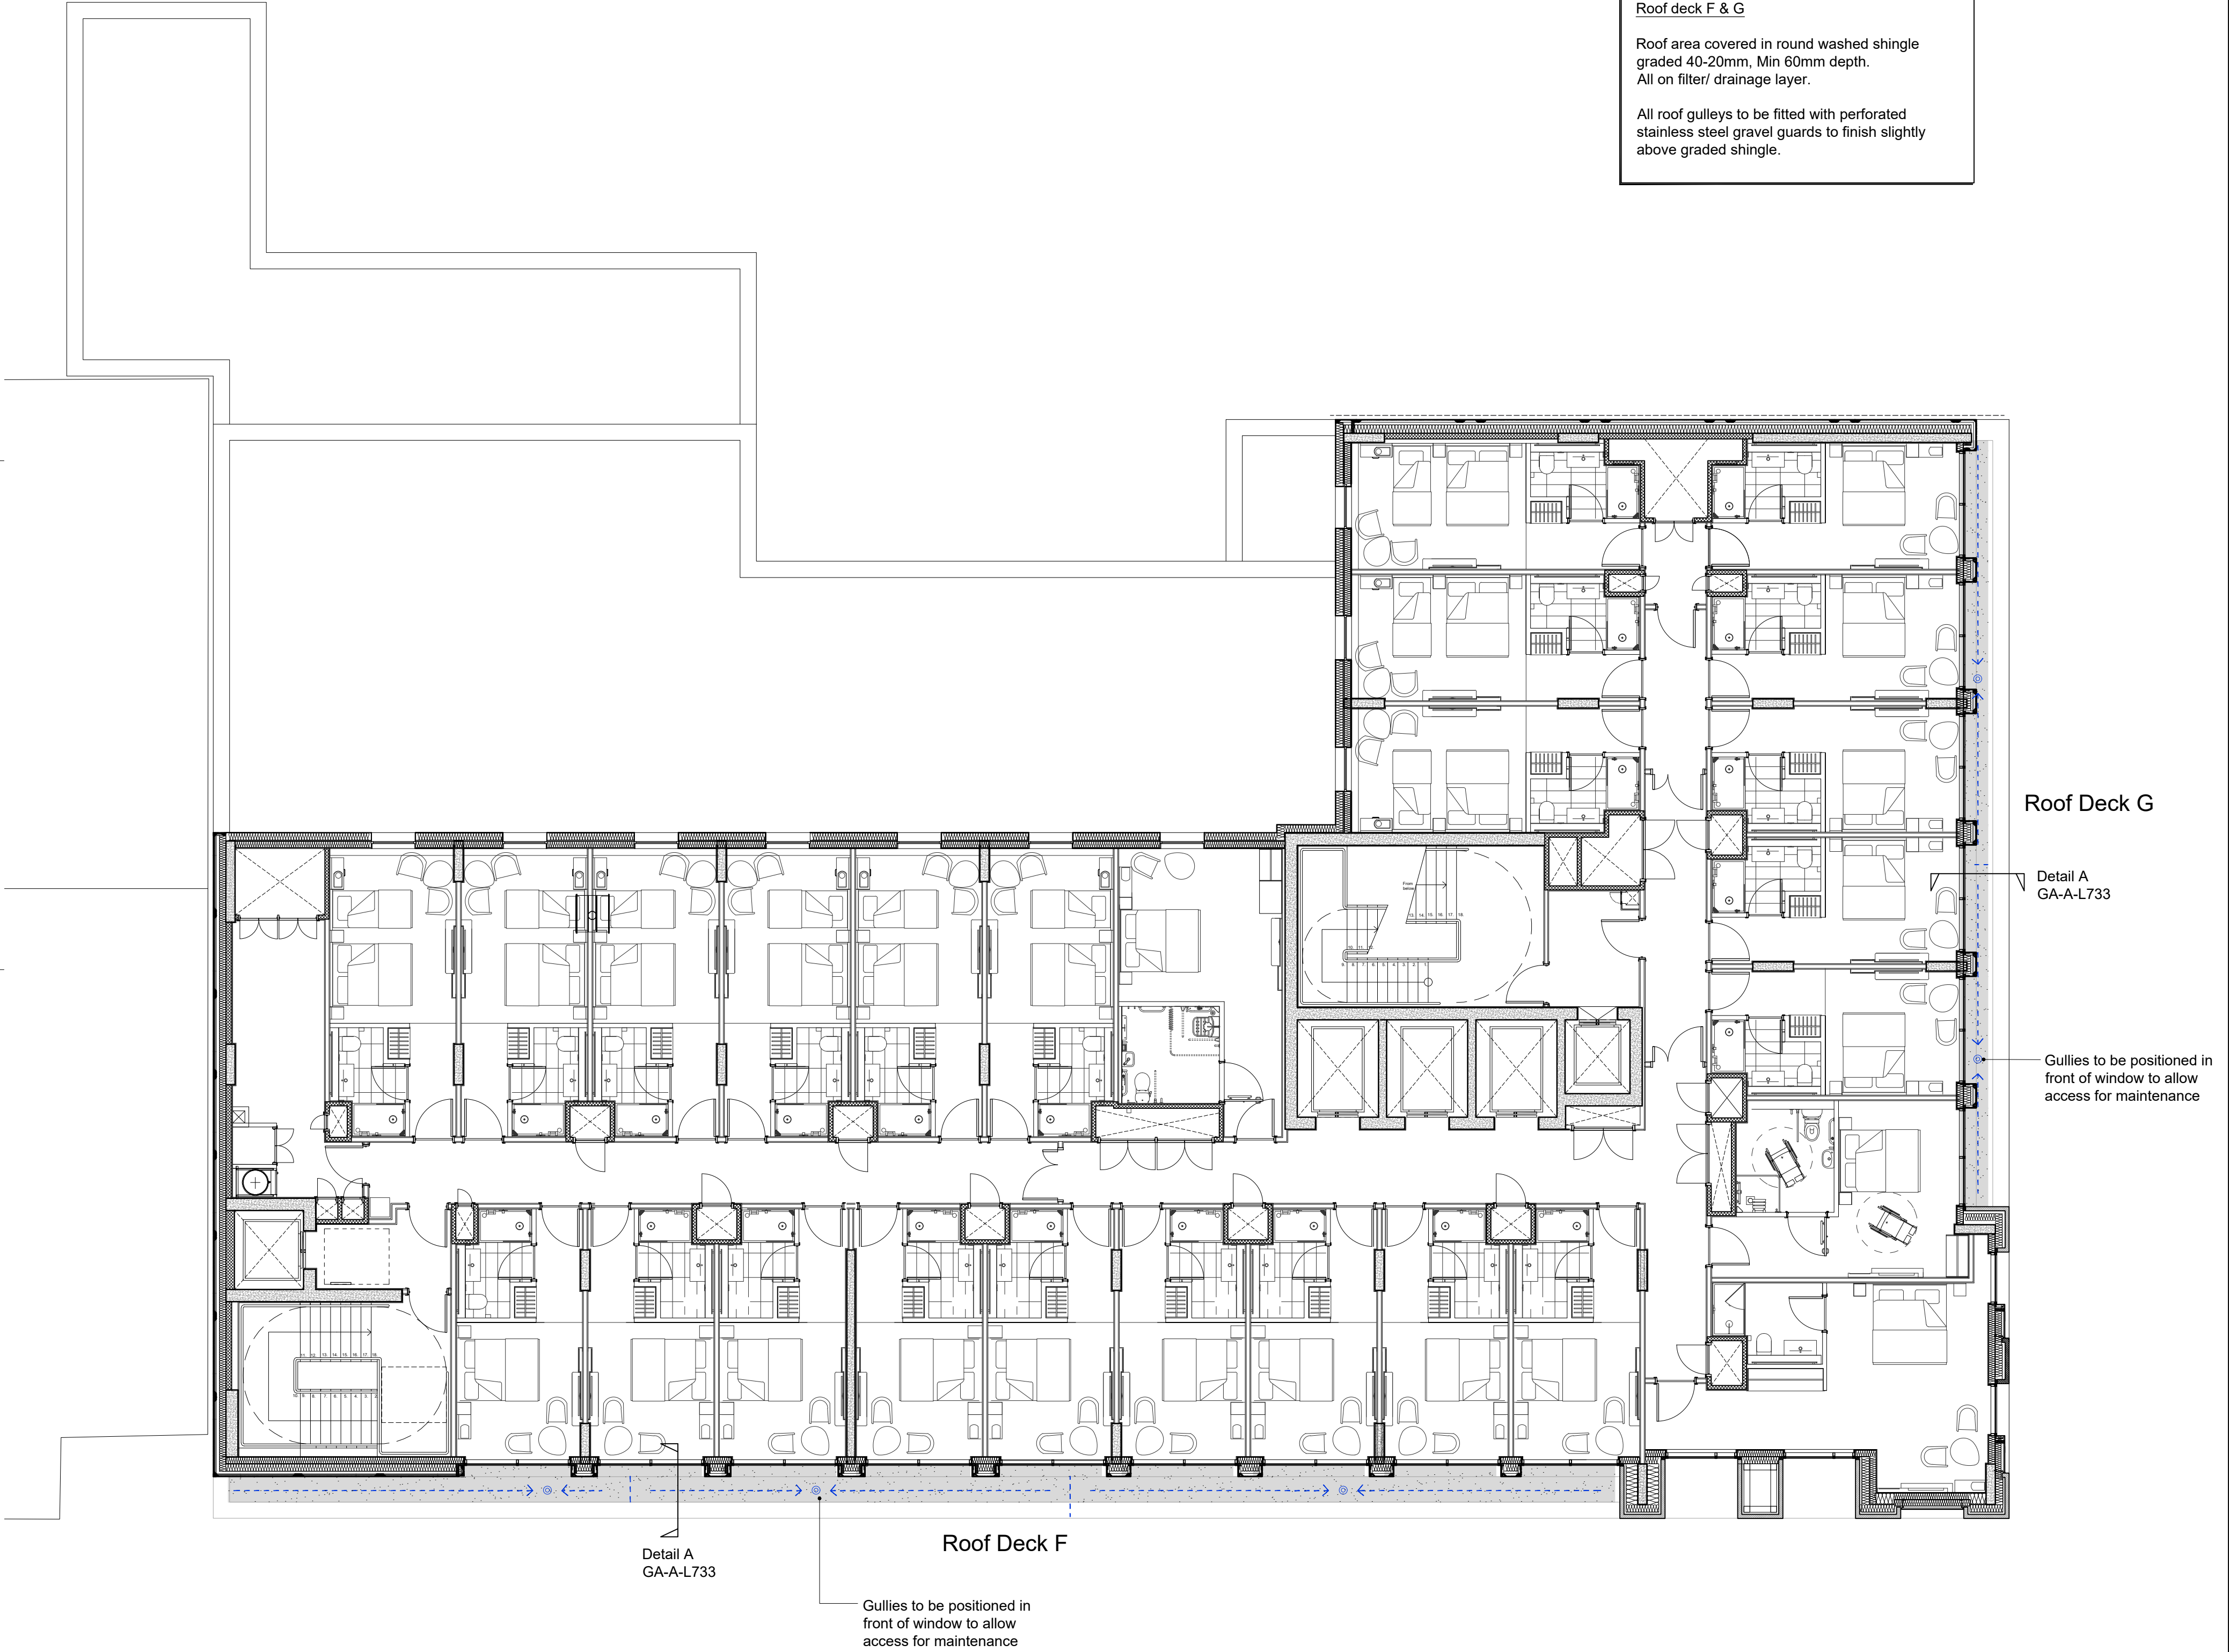 Roof deck F & G
Roof area covered in round washed shingle
graded 40-20mm, Min 60mm depth.
All on filter/ drainage layer.
All roof gulleys to be fitted with perforated
stainless steel gravel guards to finish slightly
above graded shingle.
Roof Deck G
Detail A
GA-A-L733
Gullies to be positioned in
front of window to allow
access for maintenance
From
below
Roof Deck F
Detail A
GA-A-L733
Gullies to be positioned in
front of window to allow
access for maintenance